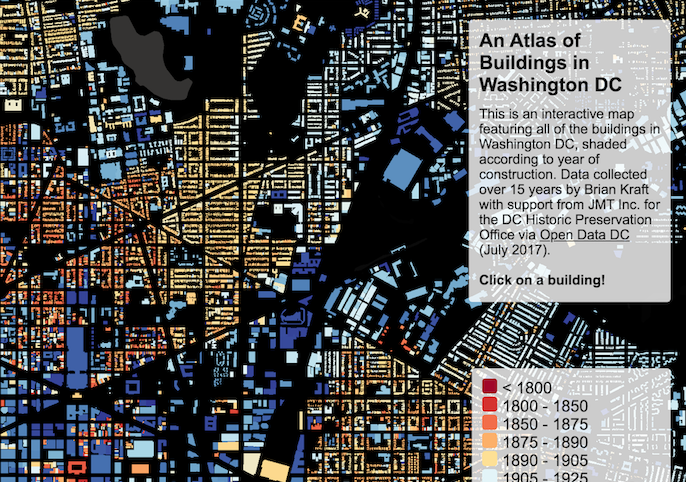 An Atlas of
Buildings in
Washington DC
This is an interactive map
featuring all of the buildings in
Washington DC, shaded
according to year of
construction. Data collected
over 15 years by Brian Kraft
with support from JMT Inc. for
the DC Historic Preservation
Office via Open Data DC
(July 2017).
Click on a building!
< 1800
1800 - 1850
1850 - 1875
1875 - 1890
1890 - 1905
1905 - 1925